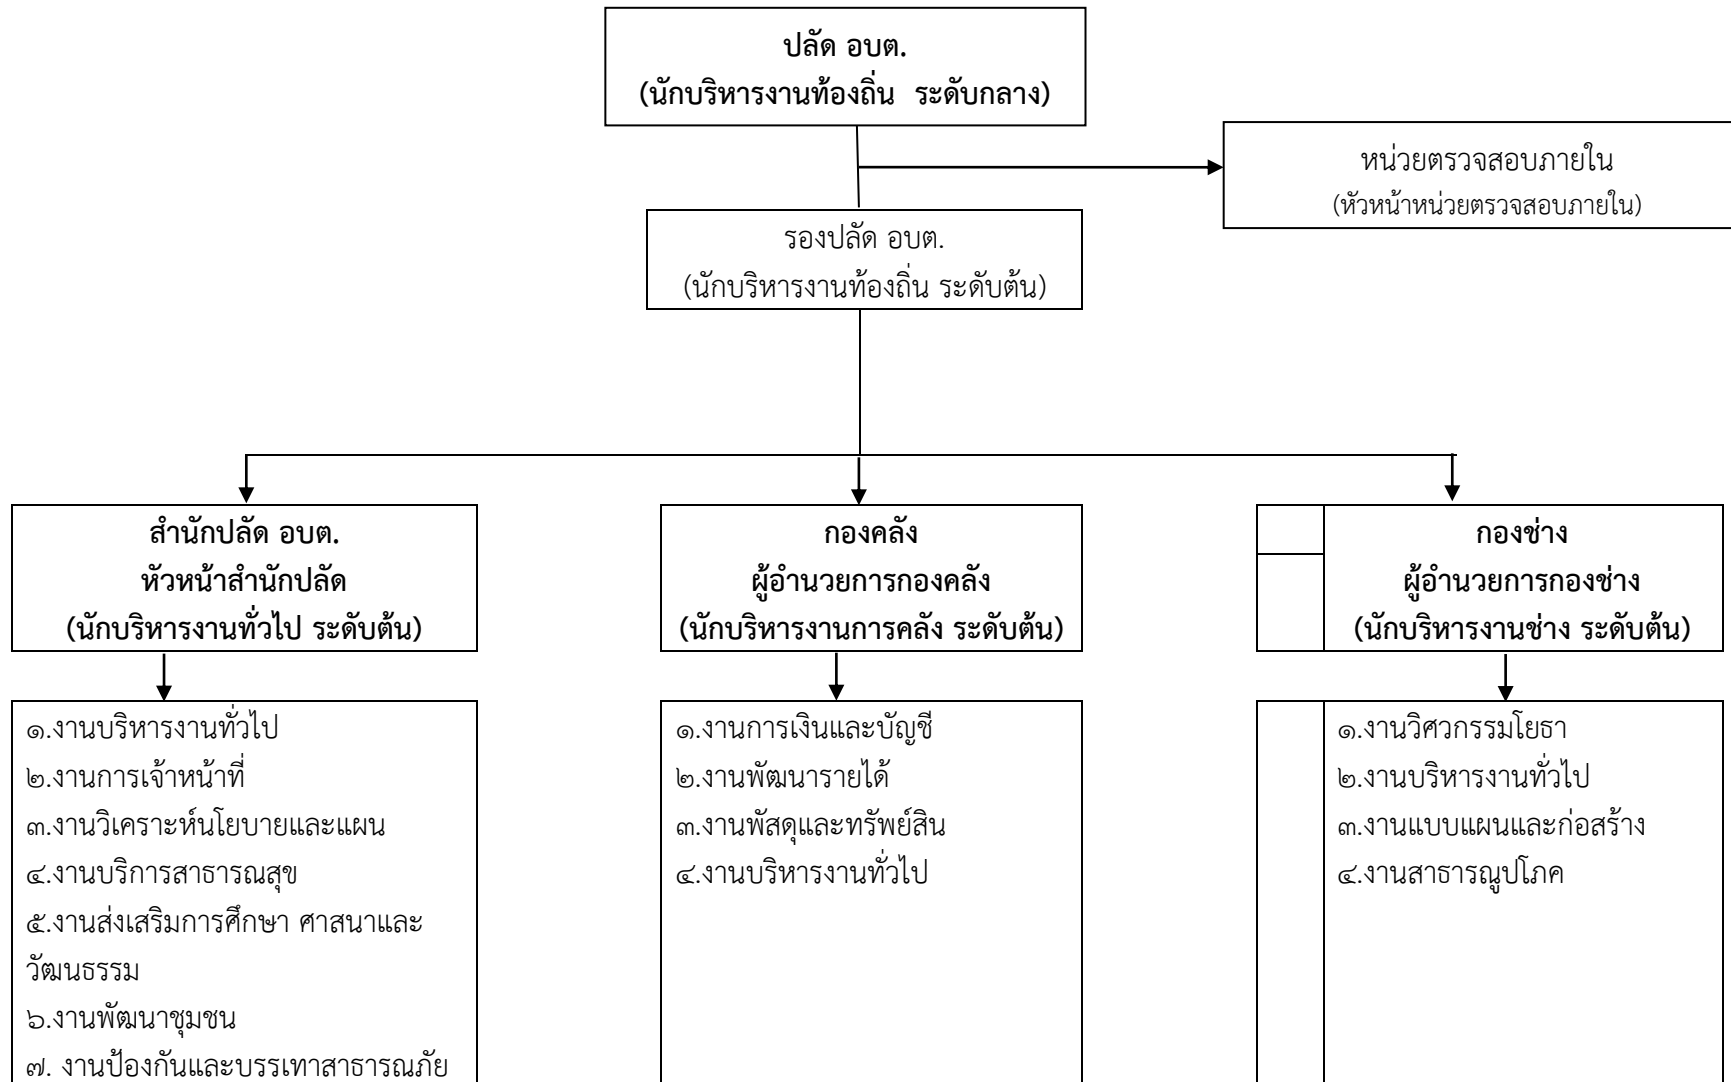 ปลัด อบต.
(นักบริหารงานท้องถิ่น ระดับกลาง)
หน่วยตรวจสอบภายใน
(หัวหน้าหน่วยตรวจสอบภายใน)
รองปลัด อบต.
(นักบริหารงานท้องถิ่น ระดับต้น)
สำนักปลัด อบต.
หัวหน้าสำนักปลัด
(นักบริหารงานทั่วไป ระดับต้น)
กองคลัง
ผู้อำนวยการกองคลัง
(นักบริหารงานการคลัง ระดับต้น)
กองช่าง
ผู้อำนวยการกองช่าง
(นักบริหารงานช่าง ระดับต้น)
๑.งานบริหารงานทั่วไป
๒.งานการเจ้าหน้าที่
๓.งานวิเคราะห์นโยบายและแผน
๔.งานบริการสาธารณสุข
๕.งานส่งเสริมการศึกษา ศาสนาและ
วัฒนธรรม
๖.งานพัฒนาชุมชน
๗. งานป้องกันและบรรเทาสาธารณภัย
๑.งานการเงินและบัญชี
๒.งานพัฒนารายได้
๓.งานพัสดุและทรัพย์สิน
๔.งานบริหารงานทั่วไป
๑.งานวิศวกรรมโยธา
๒.งานบริหารงานทั่วไป
๓.งานแบบแผนและก่อสร้าง
๔.งานสาธารณูปโภค